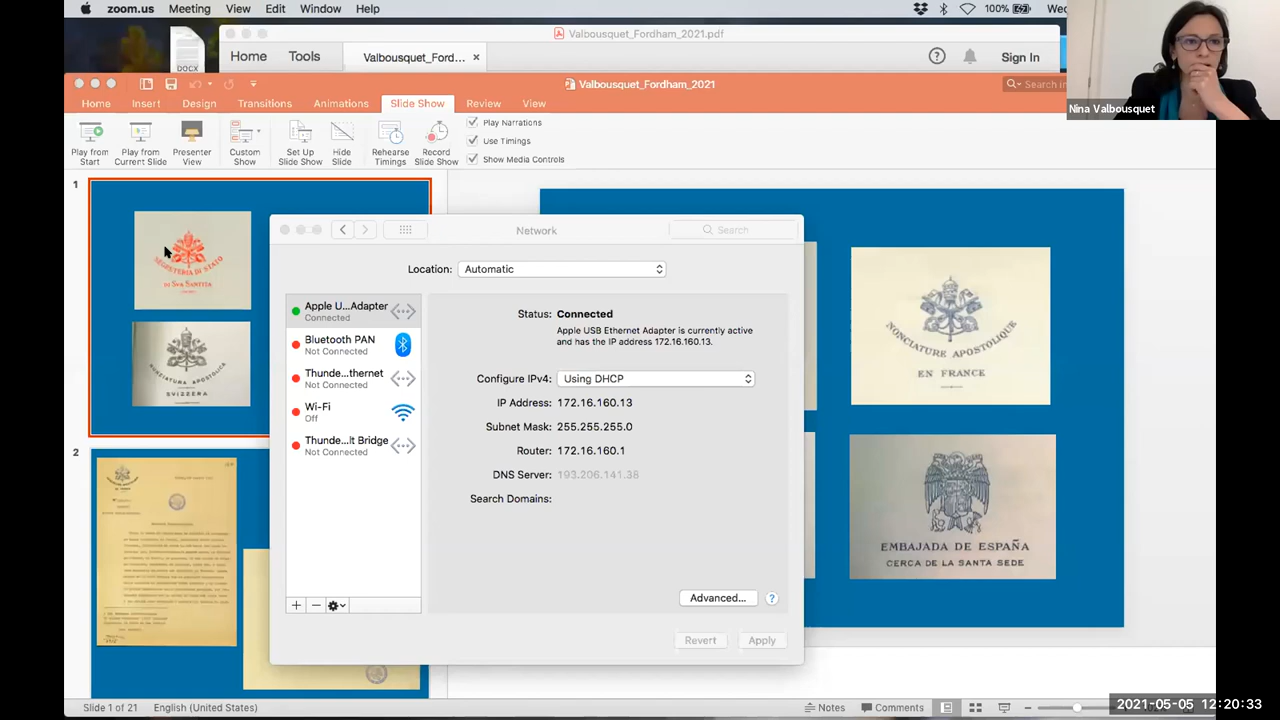 zoom.us Meeting View Edit Window Help
100%
Valbousquet_Fordham_2021.pdf
DOCX
Home Tools Valbousquet_Ford... × Sign In
Valbousquet_Fordham_2021
Home Insert Design Transitions Animations Slide Show Review View
Nina Valbousquet
Play from Start
Play from Current Slide
Presenter View
Custom Show
Set Up Slide Show
Hide Slide
Rehearse Timings
Record Slide Show
Play Narrations
Use Timings
Show Media Controls
1
SEGRETERIA DI STATO
DI SUA SANTITÀ
NUNZIATURA APOSTOLICA
SVIZZERA
2
Network
Search
Location: Automatic
Apple U...Adapter
Connected
Bluetooth PAN
Not Connected
Thunde...thernet
Not Connected
Wi-Fi
Off
Thunde...lt Bridge
Not Connected
Status: Connected
Apple USB Ethernet Adapter is currently active
and has the IP address 172.16.160.13.
Configure IPv4: Using DHCP
IP Address: 172.16.160.13
Subnet Mask: 255.255.255.0
Router: 172.16.160.1
DNS Server: 193.206.141.38
Search Domains:
Advanced... ?
Revert Apply
NONCIATURE APOSTOLIQUE
EN FRANCE
EMBAJADA DE ESPAÑA
CERCA DE LA SANTA SEDE
Slide 1 of 21 English (United States) Notes Comments
2021-05-05 12:20:33